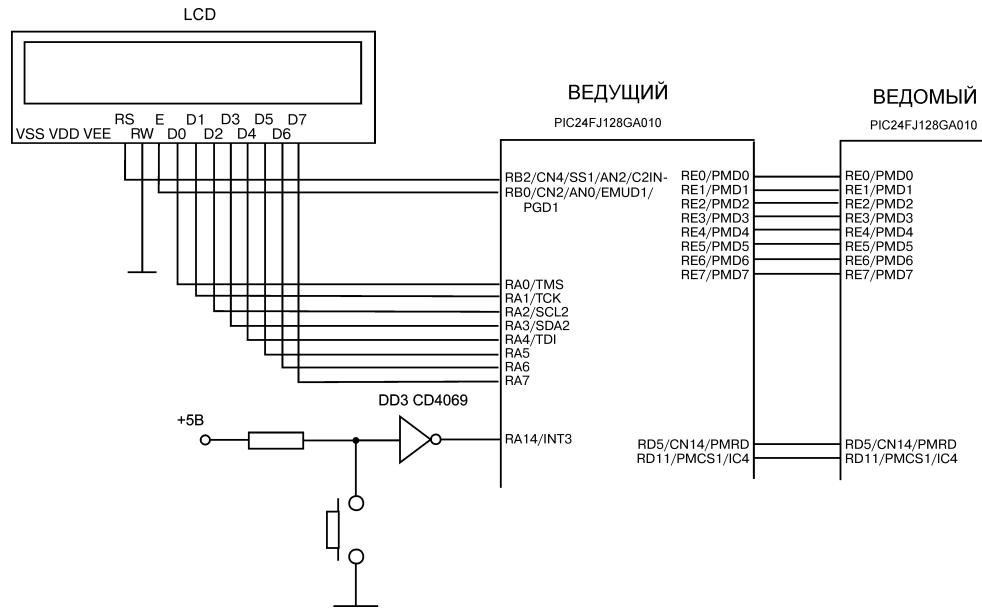 LCD
RS E D1 D3 D5 D7
VSS VDD VEE RW D0 D2 D4 D6
ВЕДУЩИЙ
PIC24FJ128GA010
ВЕДОМЫЙ
PIC24FJ128GA010
RB2/CN4/SS1/AN2/C2IN-
RB0/CN2/AN0/EMUD1/
PGD1
RA0/TMS
RA1/TCK
RA2/SCL2
RA3/SDA2
RA4/TDI
RA5
RA6
RA7
RA14/INT3
RE0/PMD0
RE1/PMD1
RE2/PMD2
RE3/PMD3
RE4/PMD4
RE5/PMD5
RE6/PMD6
RE7/PMD7
RD5/CN14/PMRD
RD11/PMCS1/IC4
RE0/PMD0
RE1/PMD1
RE2/PMD2
RE3/PMD3
RE4/PMD4
RE5/PMD5
RE6/PMD6
RE7/PMD7
RD5/CN14/PMRD
RD11/PMCS1/IC4
DD3 CD4069
+5В